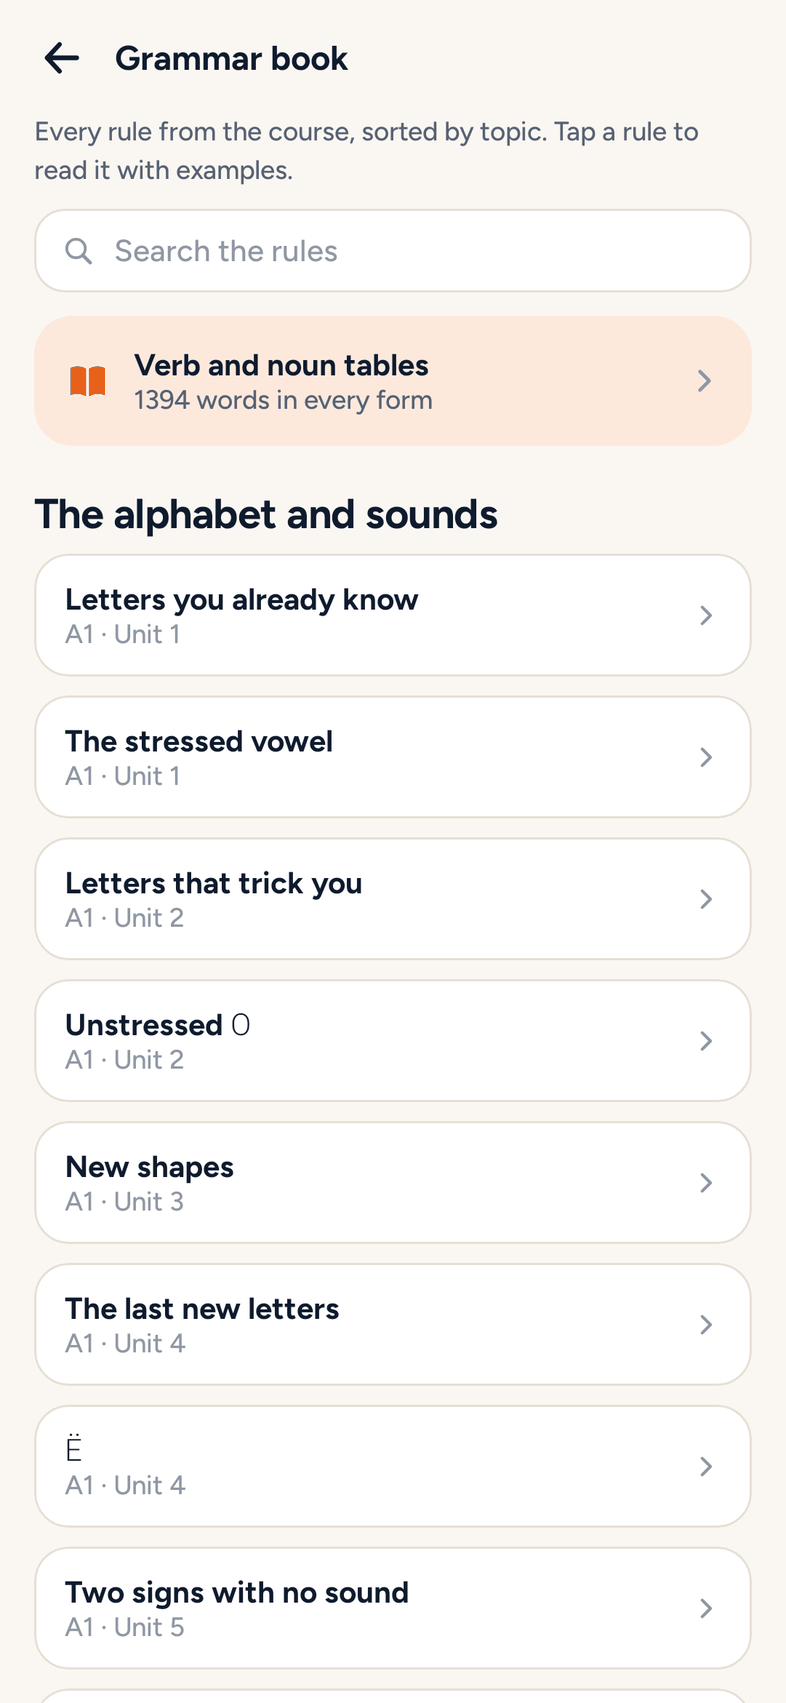 Grammar book
Every rule from the course, sorted by topic. Tap a rule to
read it with examples.
Search the rules
Verb and noun tables
1394 words in every form
The alphabet and sounds
Letters you already know
A1 · Unit 1
The stressed vowel
A1 · Unit 1
Letters that trick you
A1 · Unit 2
Unstressed О
A1 · Unit 2
New shapes
A1 · Unit 3
The last new letters
A1 · Unit 4
Ё
A1 · Unit 4
Two signs with no sound
A1 · Unit 5